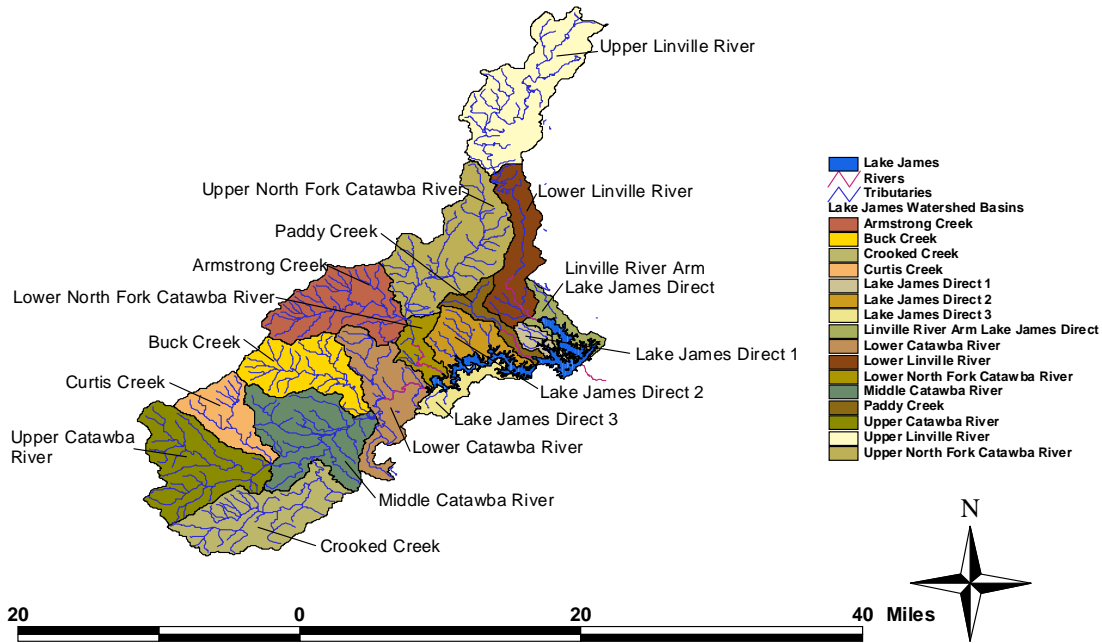 Upper Linville River
Upper North Fork Catawba River
Lower Linville River
Paddy Creek
Armstrong Creek
Linville River Arm
Lake James Direct
Lower North Fork Catawba River
Buck Creek
Lake James Direct 1
Curtis Creek
Lake James Direct 2
Lake James Direct 3
Upper Catawba
River
Lower Catawba River
Middle Catawba River
Crooked Creek
Lake James
Rivers
Tributaries
Lake James Watershed Basins
Armstrong Creek
Buck Creek
Crooked Creek
Curtis Creek
Lake James Direct 1
Lake James Direct 2
Lake James Direct 3
Linville River Arm Lake James Direct
Lower Catawba River
Lower Linville River
Lower North Fork Catawba River
Middle Catawba River
Paddy Creek
Upper Catawba River
Upper Linville River
Upper North Fork Catawba River
N
20 0 20 40 Miles